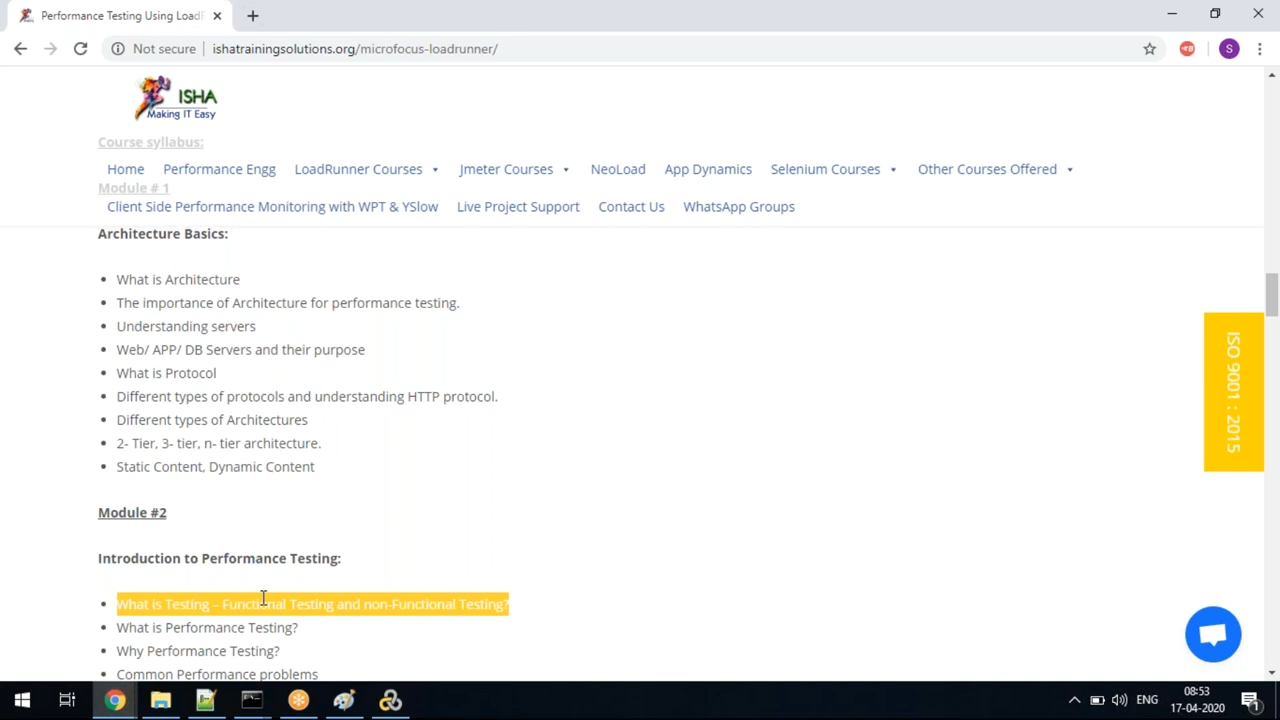 Performance Testing Using LoadR
Not secure
ishatrainingsolutions.org/microfocus-loadrunner/
S
ISHA
Making IT Easy
Course syllabus:
Home Performance Engg LoadRunner Courses Jmeter Courses NeoLoad App Dynamics Selenium Courses Other Courses Offered
Module # 1
Client Side Performance Monitoring with WPT & YSlow Live Project Support Contact Us WhatsApp Groups
Architecture Basics:
What is Architecture
The importance of Architecture for performance testing.
Understanding servers
Web/ APP/ DB Servers and their purpose
What is Protocol
Different types of protocols and understanding HTTP protocol.
Different types of Architectures
2- Tier, 3- tier, n- tier architecture.
Static Content, Dynamic Content
ISO 9001 : 2015
Module #2
Introduction to Performance Testing:
What is Testing – Functional Testing and non-Functional Testing?
What is Performance Testing?
Why Performance Testing?
Common Performance problems
ENG
08:53
17-04-2020
1